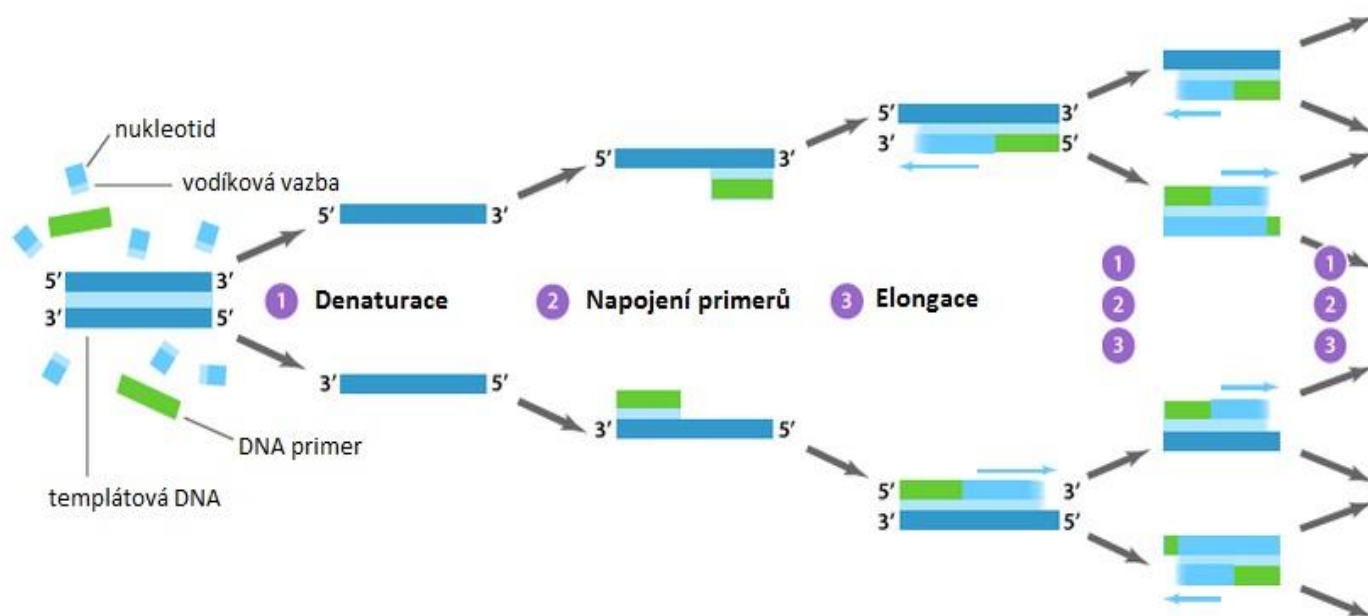 nukleotid
vodíková vazba
5’ 3’
3’ 5’
templátová DNA
DNA primer
5’ 3’
1 Denaturace
3’ 5’
5’ 3’
2 Napojení primerů
3’ 5’
5’ 3’
3’ 5’
3 Elongace
5’ 3’
3’ 5’
1
2
3
1
2
3